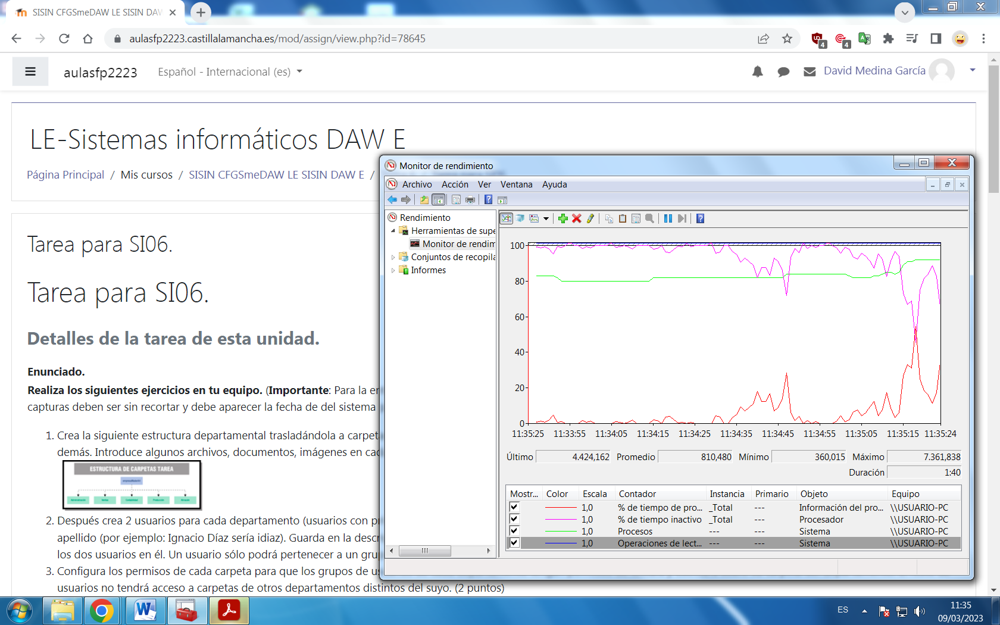 SISIN CFGSmeDAW LE SISIN DAW
aulasfp2223.castillalamancha.es/mod/assign/view.php?id=78645
4
4
aulasfp2223
Español - Internacional (es)
David Medina García
LE-Sistemas informáticos DAW E
Página Principal / Mis cursos / SISIN CFGSmeDAW LE SISIN DAW E /
Tarea para SI06.
Tarea para SI06.
Detalles de la tarea de esta unidad.
Enunciado.
Realiza los siguientes ejercicios en tu equipo. (Importante: Para la en
capturas deben ser sin recortar y debe aparecer la fecha de del sistema
1. Crea la siguiente estructura departamental trasladándola a carpet
demás. Introduce algunos archivos, documentos, imágenes en cad
ESTRUCTURA DE CARPETAS TAREA
2. Después crea 2 usuarios para cada departamento (usuarios con p
apellido (por ejemplo: Ignacio Díaz sería idiaz). Guarda en la descr
los dos usuarios en él. Un usuario sólo podrá pertenecer a un gru
3. Configura los permisos de cada carpeta para que los grupos de us
usuarios no tendrá acceso a carpetas de otros departamentos distintos del suyo. (2 puntos)
Monitor de rendimiento
Archivo Acción Ver Ventana Ayuda
Rendimiento
Herramientas de supe
Monitor de rendim
Conjuntos de recopila
Informes
100
80
60
40
20
0
11:35:25 11:33:55 11:34:05 11:34:15 11:34:25 11:34:35 11:34:45 11:34:55 11:35:05 11:35:15 11:35:24
Último 4.424,162 Promedio 810,480 Mínimo 360,015 Máximo 7.361,838
Duración 1:40
Mostr... Color Escala Contador Instancia Primario Objeto Equipo
1,0 % de tiempo de pro... _Total --- Información del pro... \\USUARIO-PC
1,0 % de tiempo inactivo _Total --- Procesador \\USUARIO-PC
1,0 Procesos --- --- Sistema \\USUARIO-PC
1,0 Operaciones de lect... --- --- Sistema \\USUARIO-PC
ES
11:35
09/03/2023